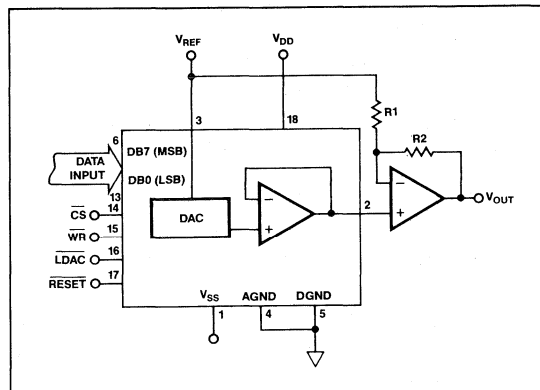 VREF
VDD
3
18
R1
R2
6
DB7 (MSB)
DATA
INPUT
DB0 (LSB)
13
14
CS
15
WR
16
LDAC
17
RESET
DAC
−
+
2
−
+
VOUT
VSS
AGND
DGND
1
4
5